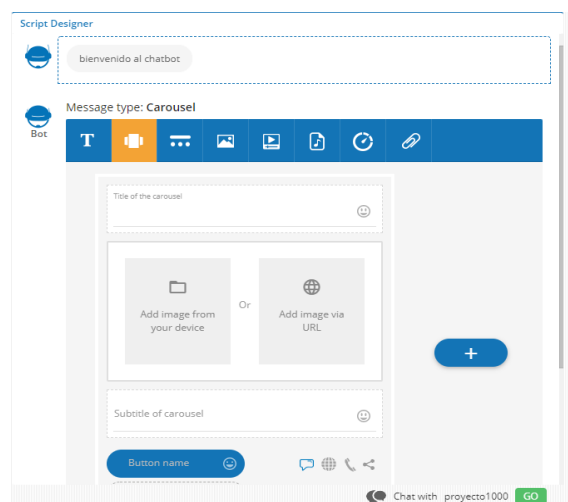 Script Designer
bienvenido al chatbot
Message type: Carousel
Bot
T
Title of the carousel
Add image from
your device
Or
Add image via
URL
+
Subtitle of carousel
Button name
Chat with proyecto1000 GO